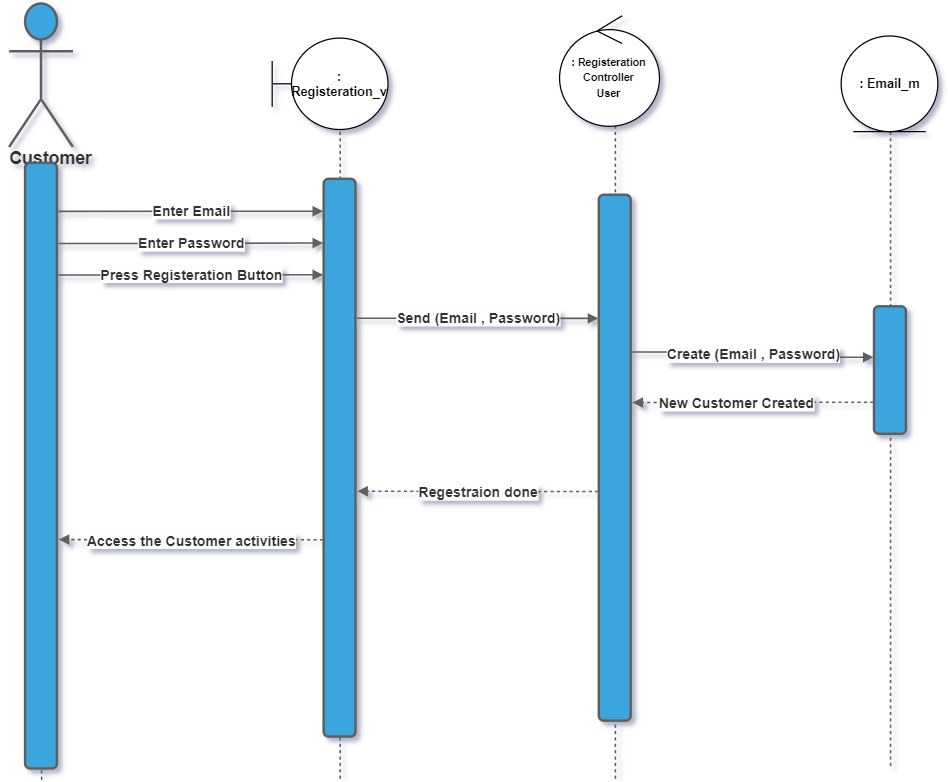 :
Registeration_v
: Registeration
Controller
User
: Email_m
Customer
Enter Email
Enter Password
Press Registeration Button
Send (Email , Password)
Create (Email , Password)
New Customer Created
Regestraion done
Access the Customer activities